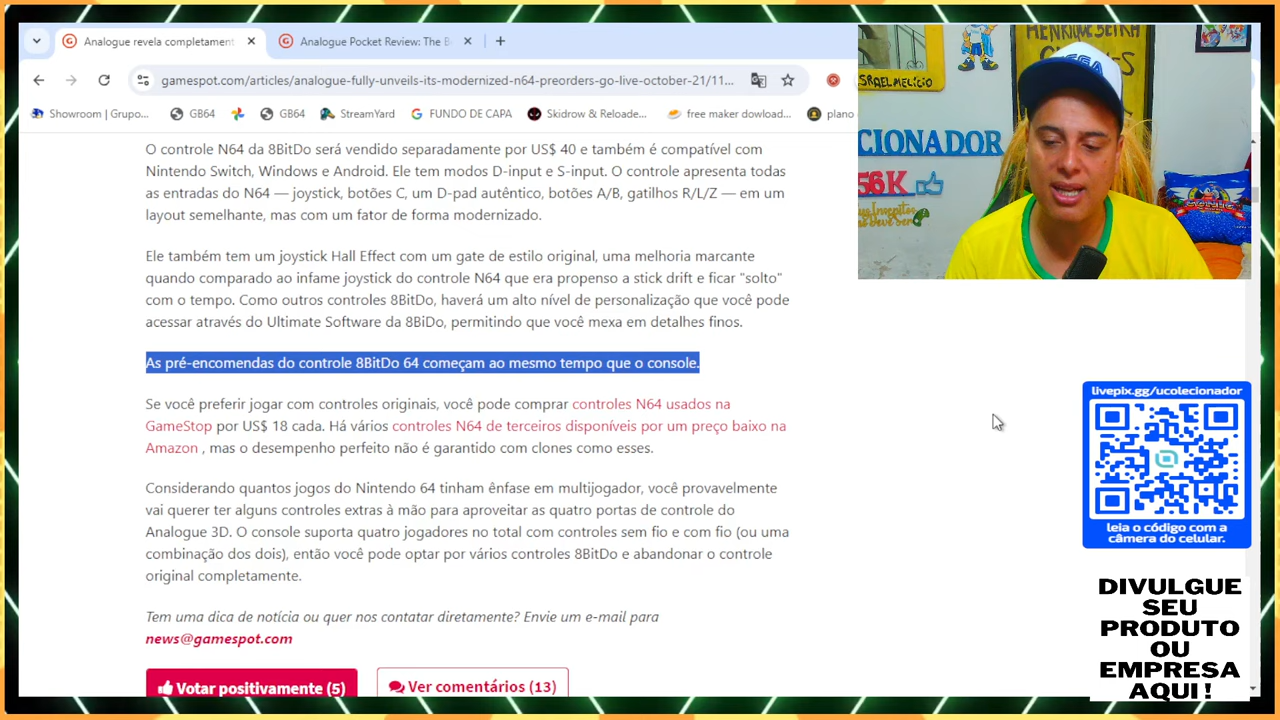 Analogue revela completament
Analogue Pocket Review: The B
gamespot.com/articles/analogue-fully-unveils-its-modernized-n64-preorders-go-live-october-21/11...
Showroom | Grupo...
GB64
GB64
StreamYard
FUNDO DE CAPA
Skidrow & Reloade...
free maker dowload...
plano
O controle N64 da 8BitDo será vendido separadamente por US$ 40 e também é compatível com
Nintendo Switch, Windows e Android. Ele tem modos D-input e S-input. O controle apresenta todas
as entradas do N64 — joystick, botões C, um D-pad autêntico, botões A/B, gatilhos R/L/Z — em um
layout semelhante, mas com um fator de forma modernizado.
Ele também tem um joystick Hall Effect com um gate de estilo original, uma melhoria marcante
quando comparado ao infame joystick do controle N64 que era propenso a stick drift e ficar "solto"
com o tempo. Como outros controles 8BitDo, haverá um alto nível de personalização que você pode
acessar através do Ultimate Software da 8BiDo, permitindo que você mexa em detalhes finos.
As pré-encomendas do controle 8BitDo 64 começam ao mesmo tempo que o console.
Se você preferir jogar com controles originais, você pode comprar controles N64 usados na
GameStop por US$ 18 cada. Há vários controles N64 de terceiros disponíveis por um preço baixo na
Amazon , mas o desempenho perfeito não é garantido com clones como esses.
Considerando quantos jogos do Nintendo 64 tinham ênfase em multijogador, você provavelmente
vai querer ter alguns controles extras à mão para aproveitar as quatro portas de controle do
Analogue 3D. O console suporta quatro jogadores no total com controles sem fio e com fio (ou uma
combinação dos dois), então você pode optar por vários controles 8BitDo e abandonar o controle
original completamente.
Tem uma dica de notícia ou quer nos contatar diretamente? Envie um e-mail para
news@gamespot.com
Votar positivamente (5)
Ver comentários (13)
ISRAEL MELICIO
CIONADOR
56K
SEGA
livepix.gg/ucolecionador
leia o código com a
câmera do celular.
DIVULGUE
SEU
PRODUTO
OU
EMPRESA
AQUI !